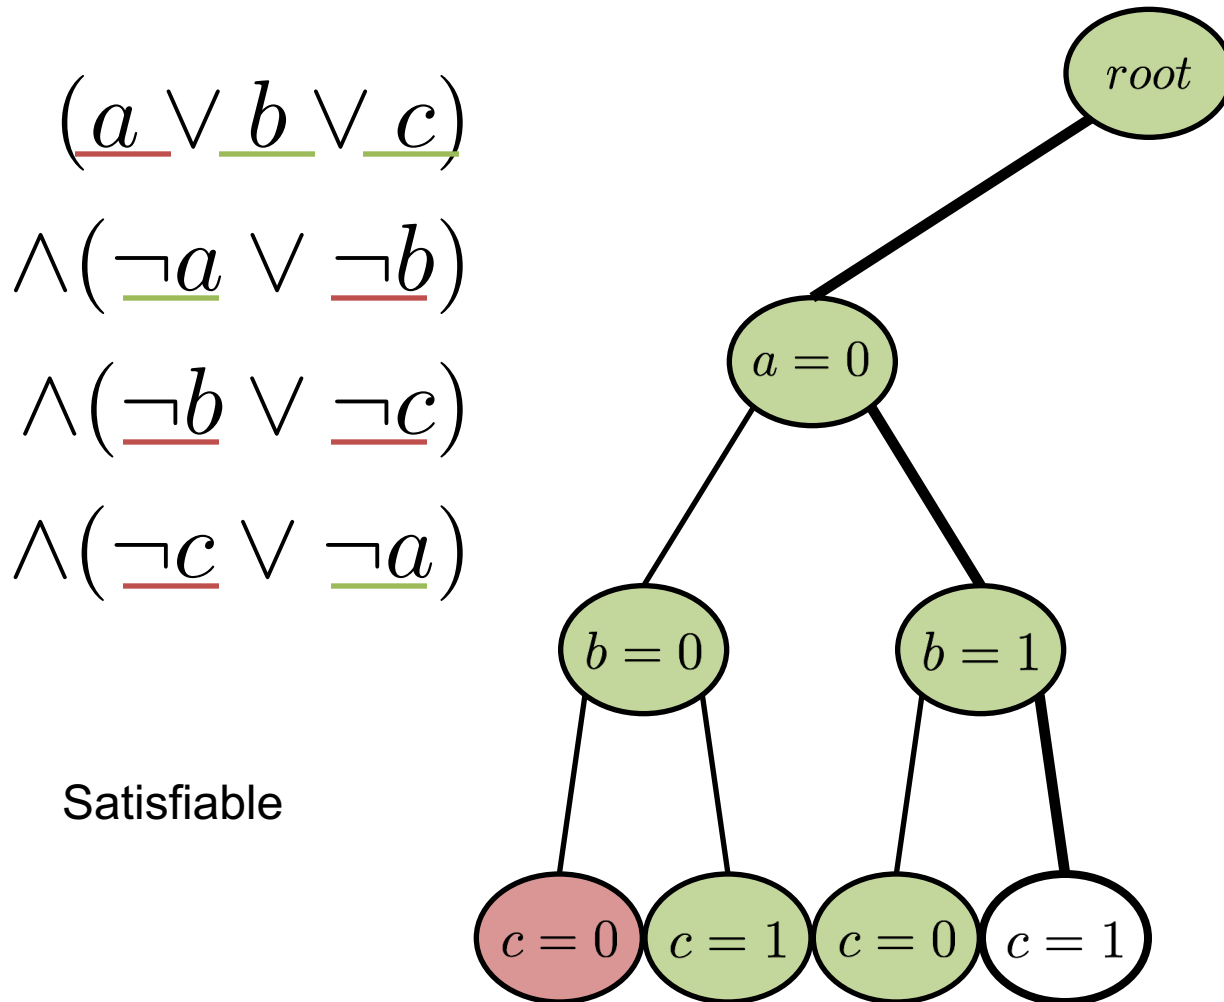 (a ∨ b ∨ c)
∧(¬a ∨ ¬b)
∧(¬b ∨ ¬c)
∧(¬c ∨ ¬a)
Satisfiable
root
a = 0
b = 0
b = 1
c = 0
c = 1
c = 0
c = 1